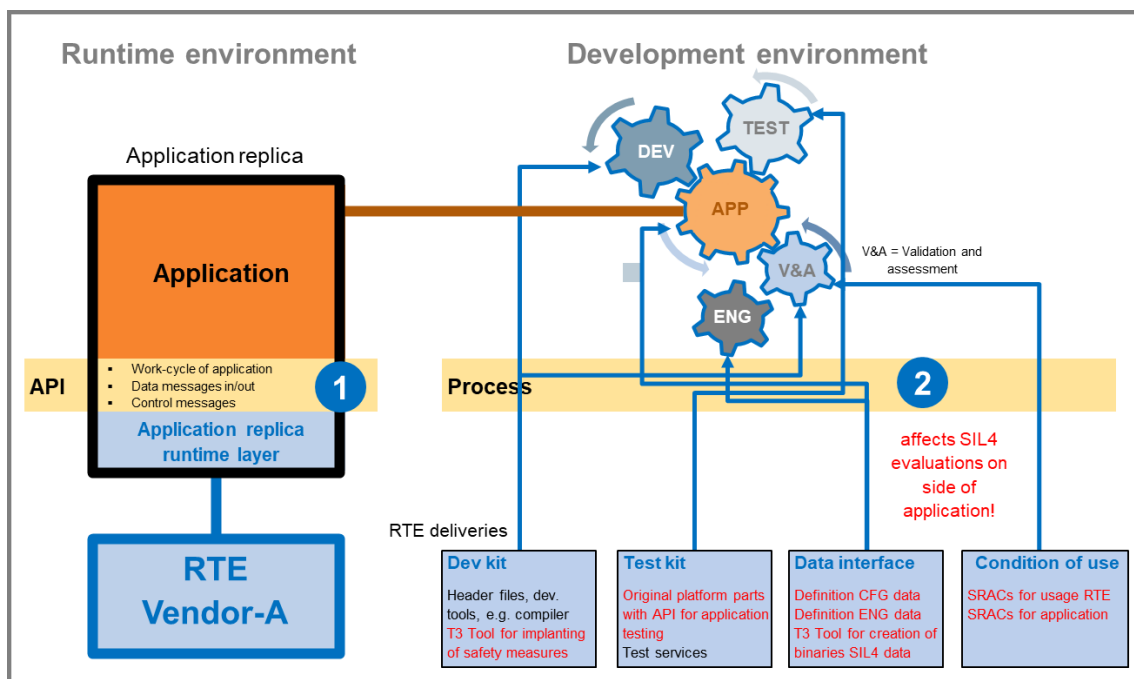 Runtime environment
Development environment
Application replica
TEST
DEV
APP
V&A
V&A = Validation and
assessment
ENG
Application
API
▪ Work-cycle of application
▪ Data messages in/out
▪ Control messages
1
Application replica
runtime layer
Process
2
affects SIL4
evaluations on
side of
application!
RTE
Vendor-A
RTE deliveries
Dev kit
Header files, dev.
tools, e.g. compiler
T3 Tool for implanting
of safety measures
Test kit
Original platform parts
with API for application
testing
Test services
Data interface
Definition CFG data
Definition ENG data
T3 Tool for creation of
binaries SIL4 data
Condition of use
SRACs for usage RTE
SRACs for application